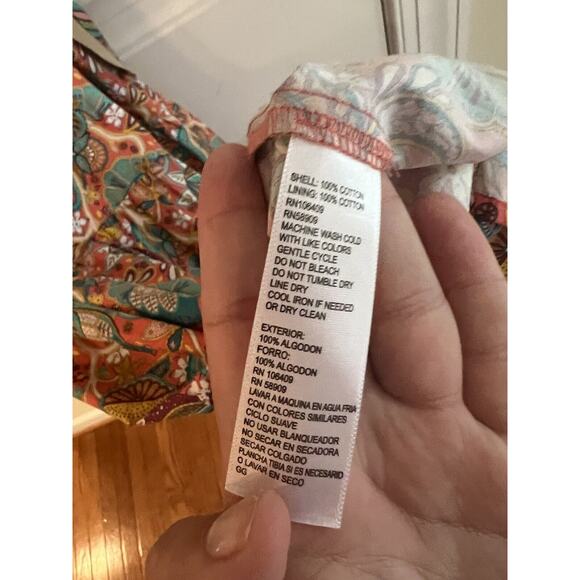 SHELL: 100% COTTON
LINING: 100% COTTON
RN106409
RN58909
MACHINE WASH COLD
WITH LIKE COLORS
GENTLE CYCLE
DO NOT BLEACH
DO NOT TUMBLE DRY
LINE DRY
COOL IRON IF NEEDED
OR DRY CLEAN
EXTERIOR:
100% ALGODON
FORRO:
100% ALGODON
RN 106409
RN 58909
LAVAR A MAQUINA EN AGUA FRIA
CON COLORES SIMILARES
CICLO SUAVE
NO USAR BLANQUEADOR
NO SECAR EN SECADORA
SECAR COLGADO
PLANCHA TIBIA SI ES NECESARIO
O LAVAR EN SECO
GG